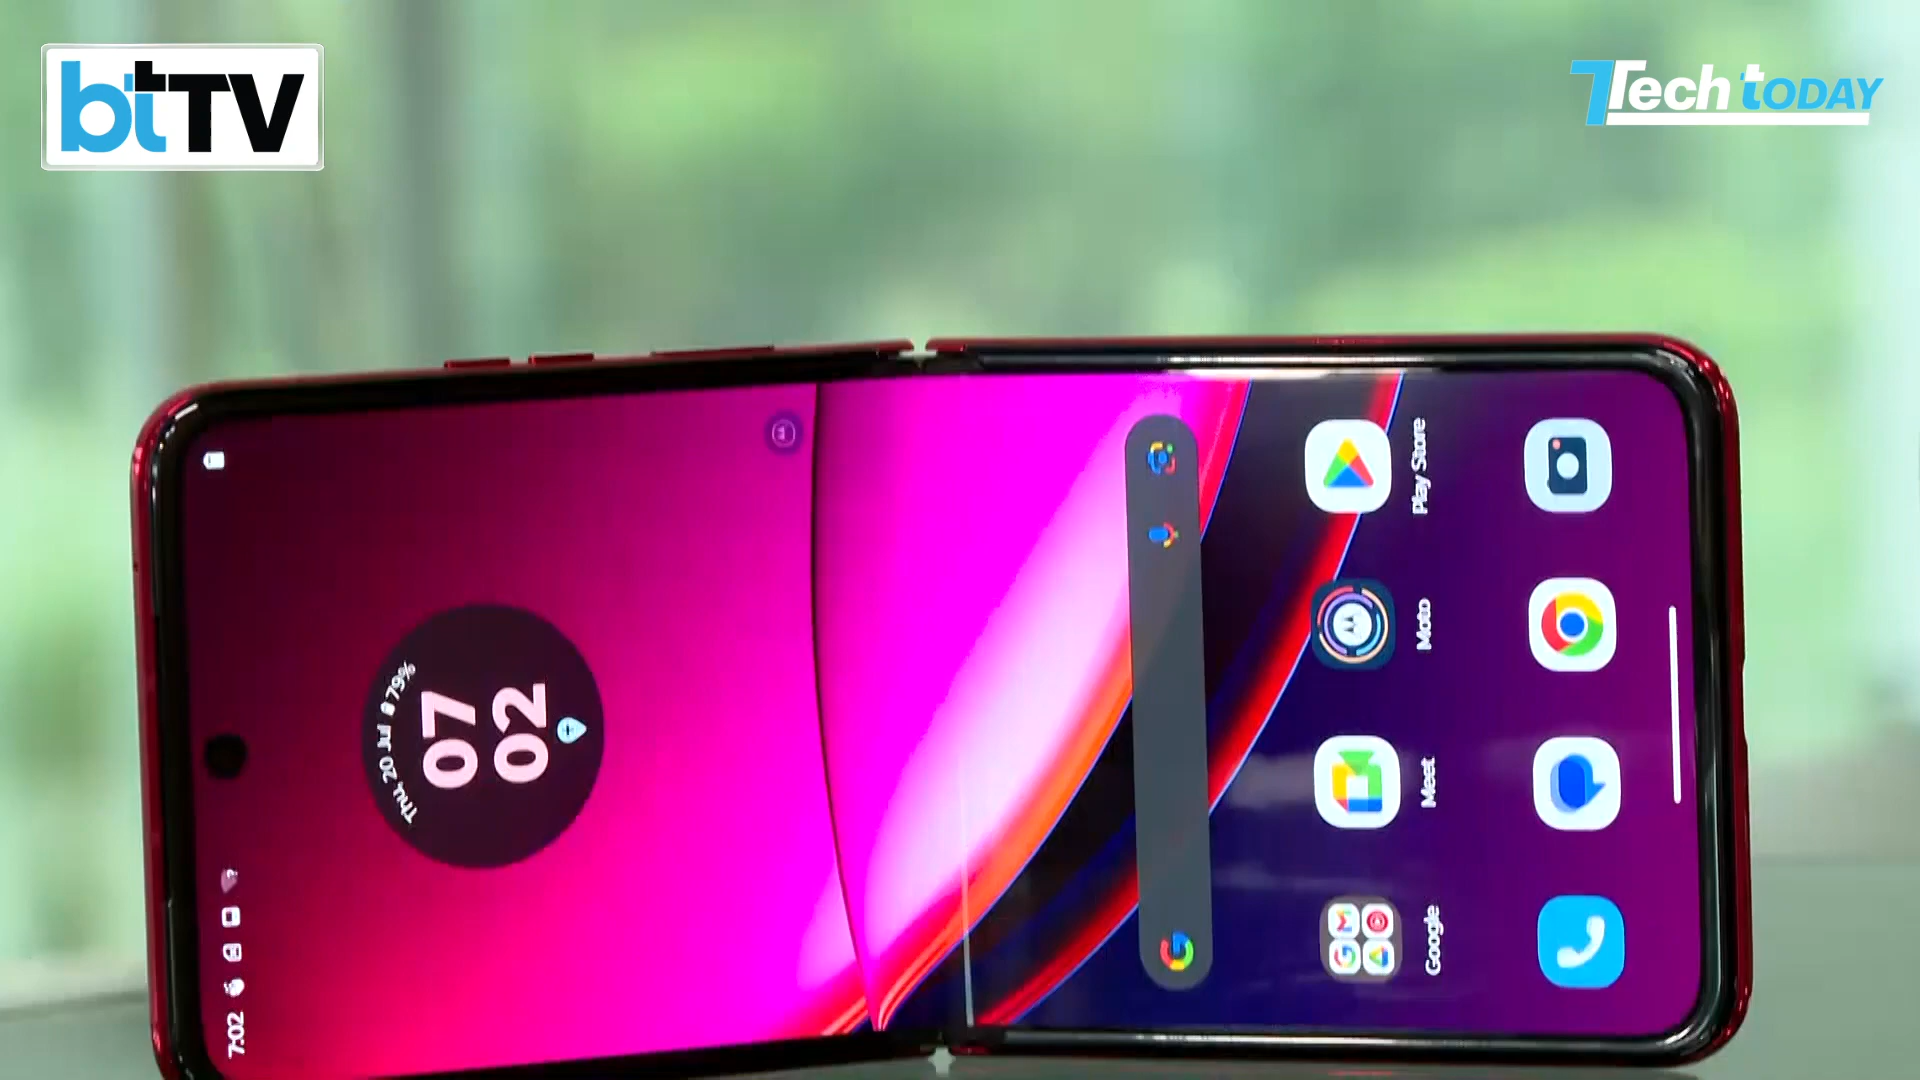 btTV
Tech today
7:02
Thu, 20 Jul 79%
07
02
Play Store
Moto
Meet
Google